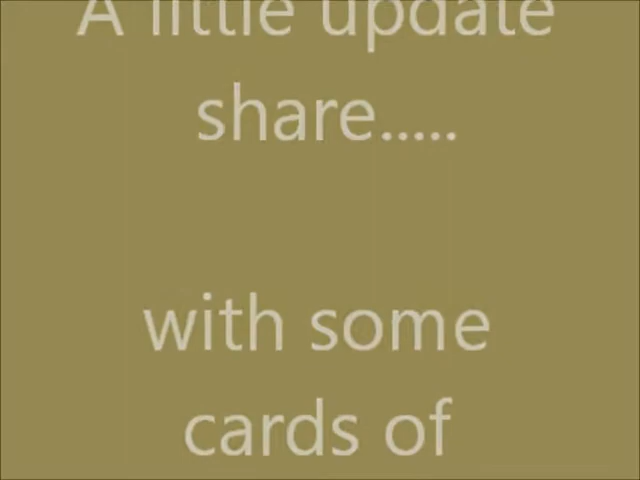 A little update
share.....
with some
cards of